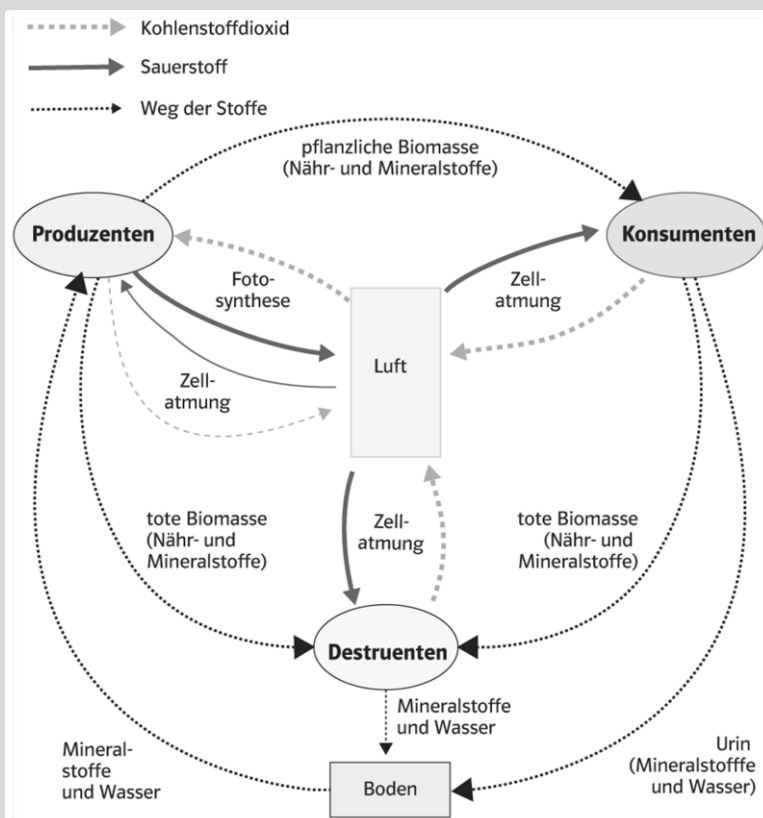 Kohlenstoffdioxid
Sauerstoff
Weg der Stoffe
pflanzliche Biomasse
(Nähr- und Mineralstoffe)
Produzenten
Konsumenten
Foto-
synthese
Zell-
atmung
Luft
Zell-
atmung
tote Biomasse
(Nähr- und
Mineralstoffe)
Zell-
atmung
tote Biomasse
(Nähr- und
Mineralstoffe)
Destruenten
Mineralstoffe
und Wasser
Mineral-
stoffe
und Wasser
Boden
Urin
(Mineralstofffe
und Wasser)